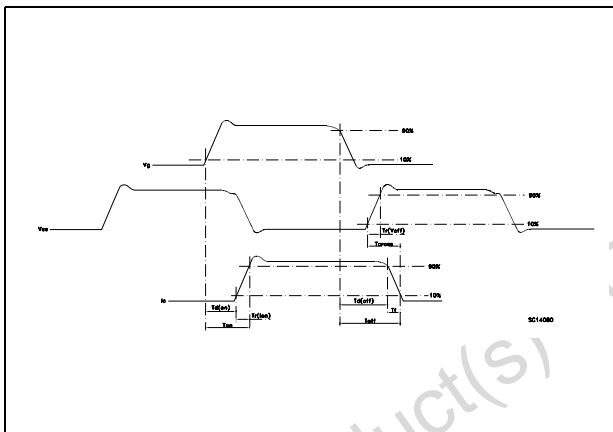 90%
10%
Vg
90%
Vce
10%
Tr(Voff)
Tcross
90%
Ic
10%
Td(on)
Td(off)
Tf
Tr(Ion)
Ton
Toff
SC14080
duct(s)